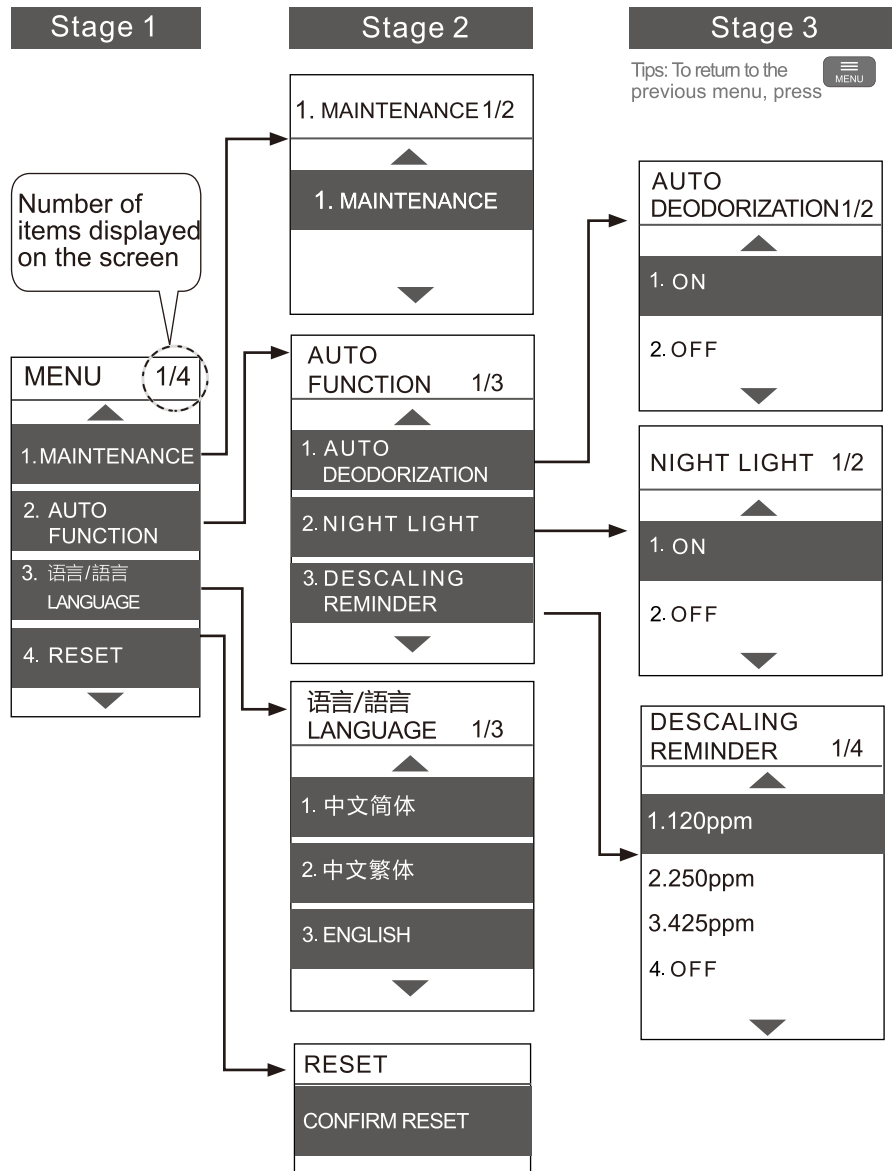 Stage 1
Stage 2
Stage 3
Tips: To return to the
previous menu, press
MENU
Number of
items displayed
on the screen
MENU 1/4
1.MAINTENANCE
2. AUTO
FUNCTION
3. 语言/語言
LANGUAGE
4. RESET
1. MAINTENANCE 1/2
1. MAINTENANCE
AUTO
FUNCTION 1/3
1. AUTO
DEODORIZATION
2. NIGHT LIGHT
3. DESCALING
REMINDER
语言/語言
LANGUAGE 1/3
1. 中文简体
2. 中文繁体
3. ENGLISH
RESET
CONFIRM RESET
AUTO
DEODORIZATION 1/2
1. ON
2. OFF
NIGHT LIGHT 1/2
1. ON
2. OFF
DESCALING
REMINDER 1/4
1.120ppm
2.250ppm
3.425ppm
4. OFF